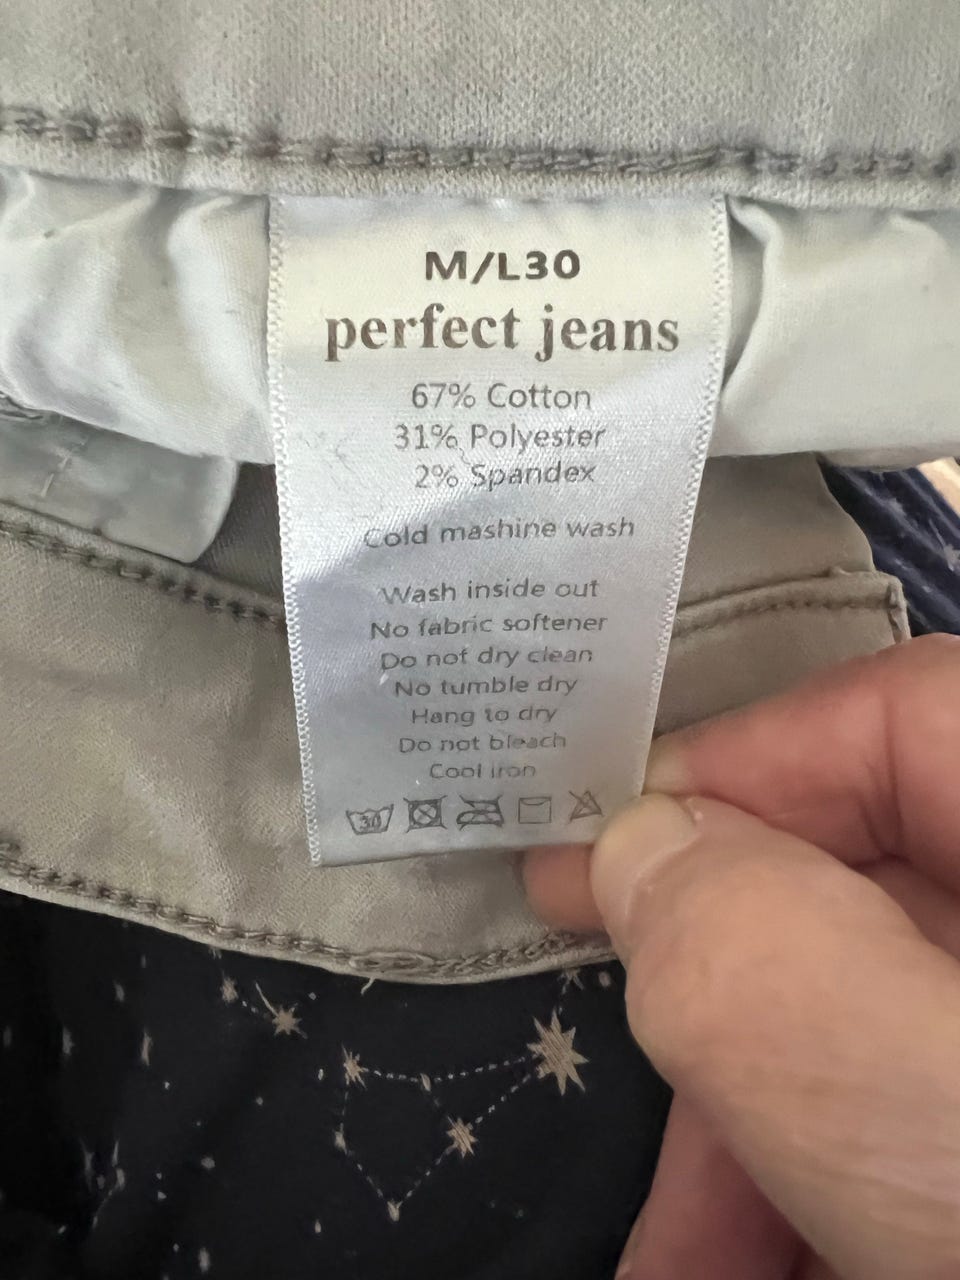 M/L30
perfect jeans
67% Cotton
31% Polyester
2% Spandex
Cold mashine wash
Wash inside out
No fabric softener
Do not dry clean
No tumble dry
Hang to dry
Do not bleach
Cool iron
30